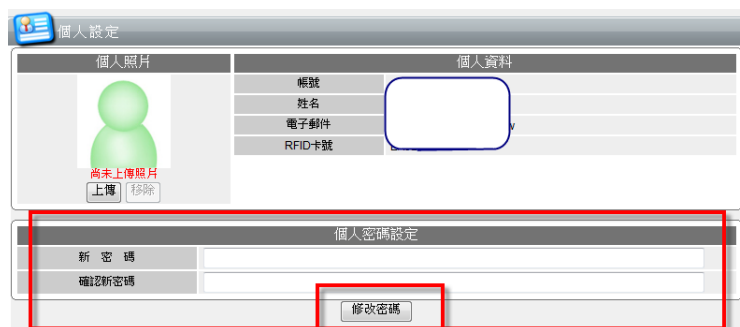 個人設定
個人照片
個人資料
帳號
姓名
電子郵件
RFID卡號
尚未上傳照片
上傳 移除
個人密碼設定
新 密 碼
確認新密碼
修改密碼